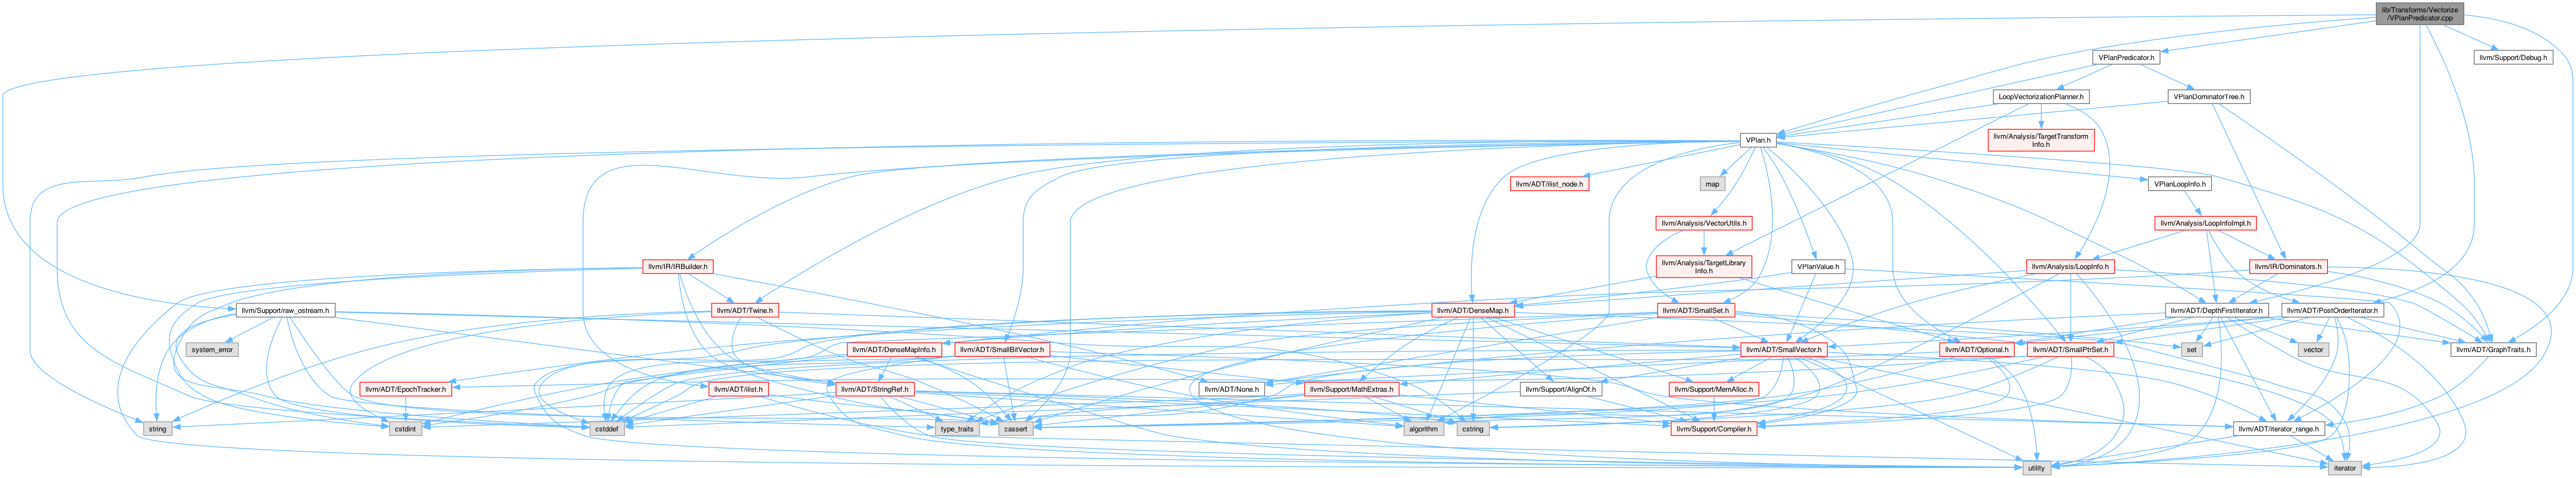 lib/Transforms/Vectorize
/VPlanPredicator.cpp
VPlanPredicator.h
llvm/Support/Debug.h
LoopVectorizationPlanner.h
VPlanDominatorTree.h
llvm/Analysis/TargetTransform
Info.h
VPlan.h
llvm/ADT/ilist_node.h
map
VPlanLoopInfo.h
llvm/Analysis/VectorUtils.h
llvm/Analysis/LoopInfoImpl.h
llvm/IR/IRBuilder.h
llvm/Analysis/TargetLibrary
Info.h
VPlanValue.h
llvm/Analysis/LoopInfo.h
llvm/IR/Dominators.h
llvm/Support/raw_ostream.h
llvm/ADT/Twine.h
llvm/ADT/DenseMap.h
llvm/ADT/SmallSet.h
llvm/ADT/DepthFirstIterator.h
llvm/ADT/PostOrderIterator.h
system_error
llvm/ADT/DenseMapInfo.h
llvm/ADT/SmallBitVector.h
llvm/ADT/SmallVector.h
llvm/ADT/Optional.h
llvm/ADT/SmallPtrSet.h
set
vector
llvm/ADT/GraphTraits.h
llvm/ADT/EpochTracker.h
llvm/ADT/ilist.h
llvm/ADT/StringRef.h
llvm/ADT/None.h
llvm/Support/MathExtras.h
llvm/Support/AlignOf.h
llvm/Support/MemAlloc.h
string
cstdint
cstddef
type_traits
cassert
algorithm
cstring
llvm/Support/Compiler.h
llvm/ADT/iterator_range.h
utility
iterator